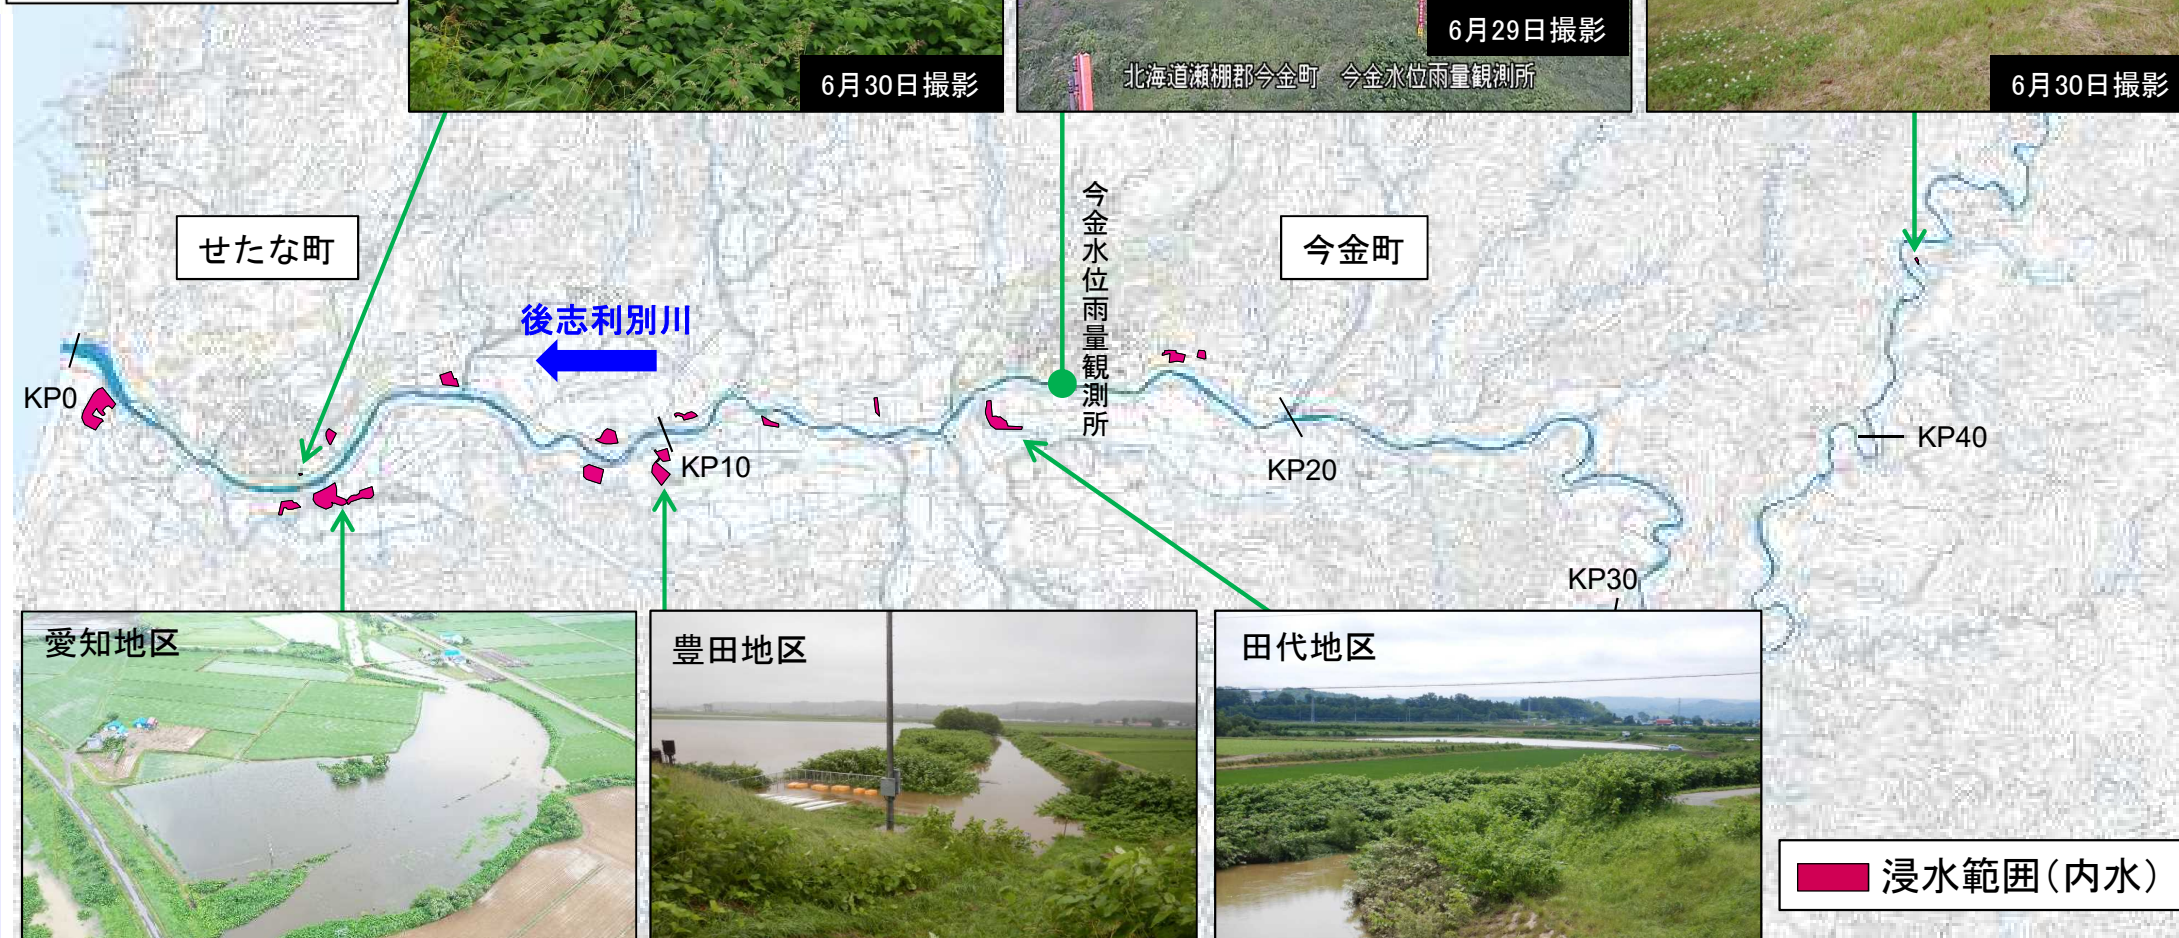 6月30日撮影
6月29日撮影
北海道瀬棚郡今金町　今金水位雨量観測所
6月30日撮影
せたな町
今金町
今金水位雨量観測所
後志利別川
KP0
KP10
KP20
KP30
KP40
愛知地区
豊田地区
田代地区
浸水範囲（内水）